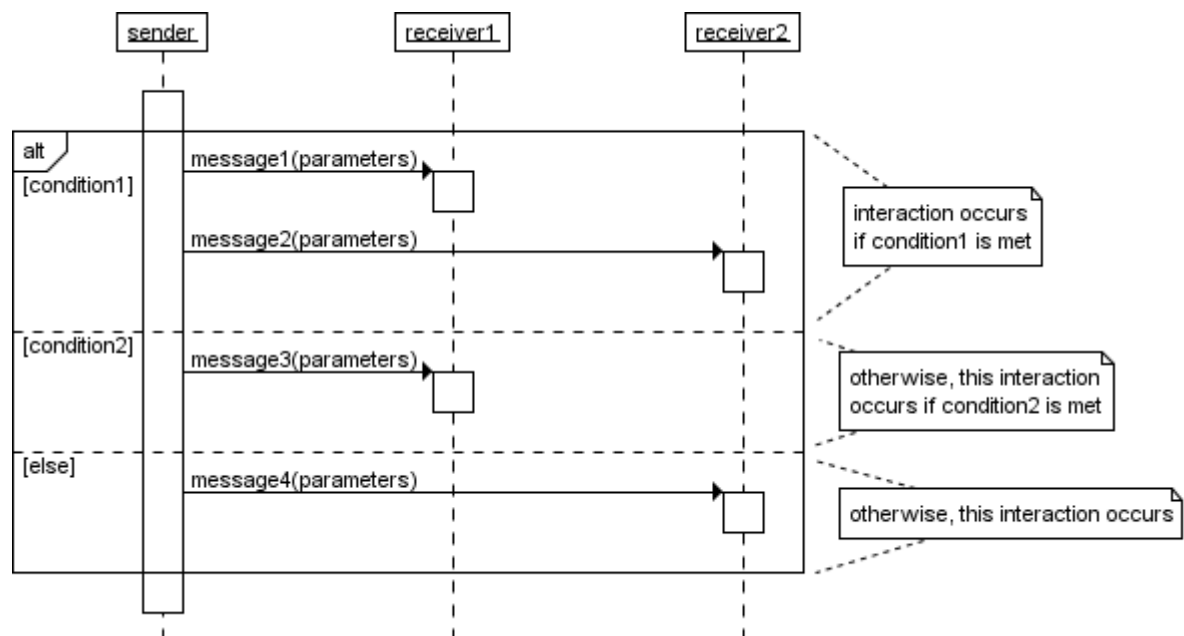 sender
receiver1
receiver2
alt
[condition1]
message1(parameters)
message2(parameters)
interaction occurs
if condition1 is met
[condition2]
message3(parameters)
otherwise, this interaction
occurs if condition2 is met
[else]
message4(parameters)
otherwise, this interaction occurs